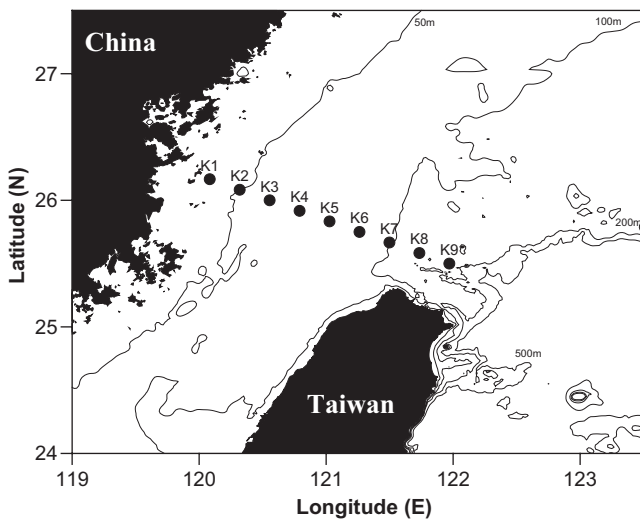 50m
100m
China
27
K1
K2
K3
K4
K5
K6
K7
K8
K9
26
200m
Latitude (N)
25
500m
Taiwan
24
119
120
121
122
123
Longitude (E)